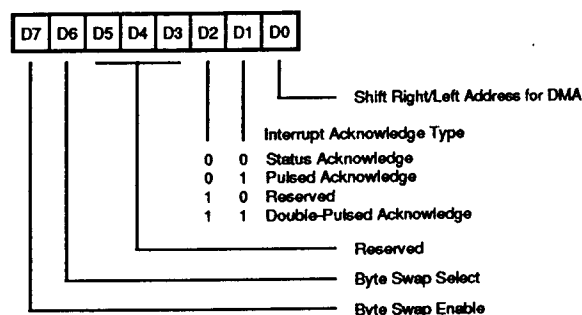 D7 D6 D5 D4 D3 D2 D1 D0
Shift Right/Left Address for DMA
Interrupt Acknowledge Type
0 0 Status Acknowledge
0 1 Pulsed Acknowledge
1 0 Reserved
1 1 Double-Pulsed Acknowledge
Reserved
Byte Swap Select
Byte Swap Enable